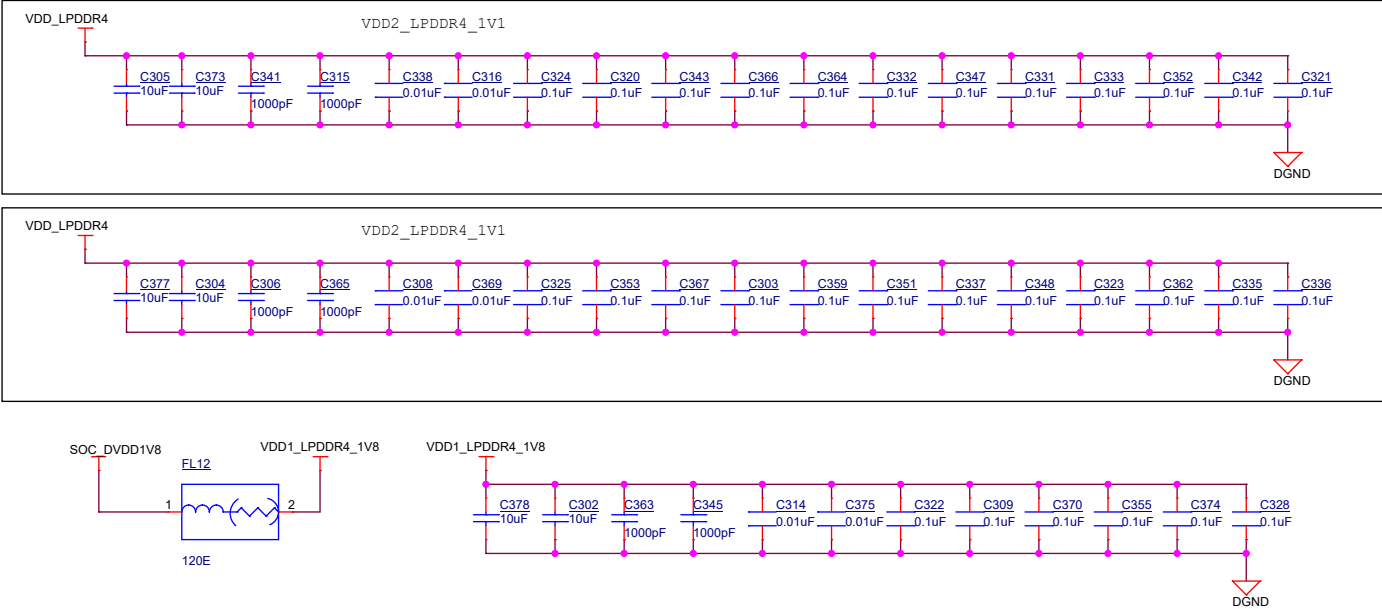 VDD_LPDDR4
VDD2_LPDDR4_1V1
C305 C373 C341 C315 C338 C316 C324 C320 C343 C366 C364 C332 C347 C331 C333 C352 C342 C321
10uF 10uF 1000pF 1000pF 0.01uF 0.01uF 0.1uF 0.1uF 0.1uF 0.1uF 0.1uF 0.1uF 0.1uF 0.1uF 0.1uF 0.1uF 0.1uF 0.1uF
DGND
VDD_LPDDR4
VDD2_LPDDR4_1V1
C377 C304 C306 C365 C308 C369 C325 C353 C367 C303 C359 C351 C337 C348 C323 C362 C335 C336
10uF 10uF 1000pF 1000pF 0.01uF 0.01uF 0.1uF 0.1uF 0.1uF 0.1uF 0.1uF 0.1uF 0.1uF 0.1uF 0.1uF 0.1uF 0.1uF 0.1uF
DGND
SOC_DVDD1V8
VDD1_LPDDR4_1V8
FL12
1 2
120E
VDD1_LPDDR4_1V8
C378 C302 C363 C345 C314 C375 C322 C309 C370 C355 C374 C328
10uF 10uF 1000pF 1000pF 0.01uF 0.01uF 0.1uF 0.1uF 0.1uF 0.1uF 0.1uF 0.1uF
DGND